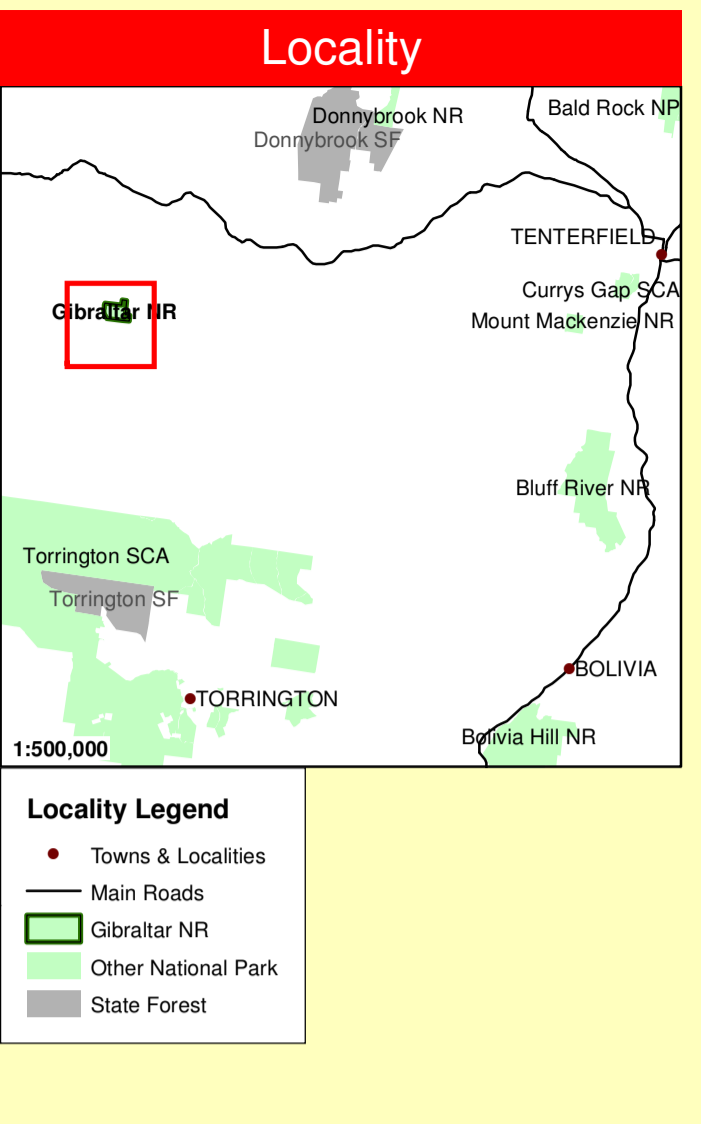 Locality
Bald Rock NP
Donnybrook NR
Donnybrook SF
TENTERFIELD
Currys Gap SCA
Gibraltar NR
Mount Mackenzie NR
Bluff River NR
Torrington SCA
Torrington SF
BOLIVIA
TORRINGTON
Bolivia Hill NR
1:500,000
Locality Legend
Towns & Localities
Main Roads
Gibraltar NR
Other National Park
State Forest